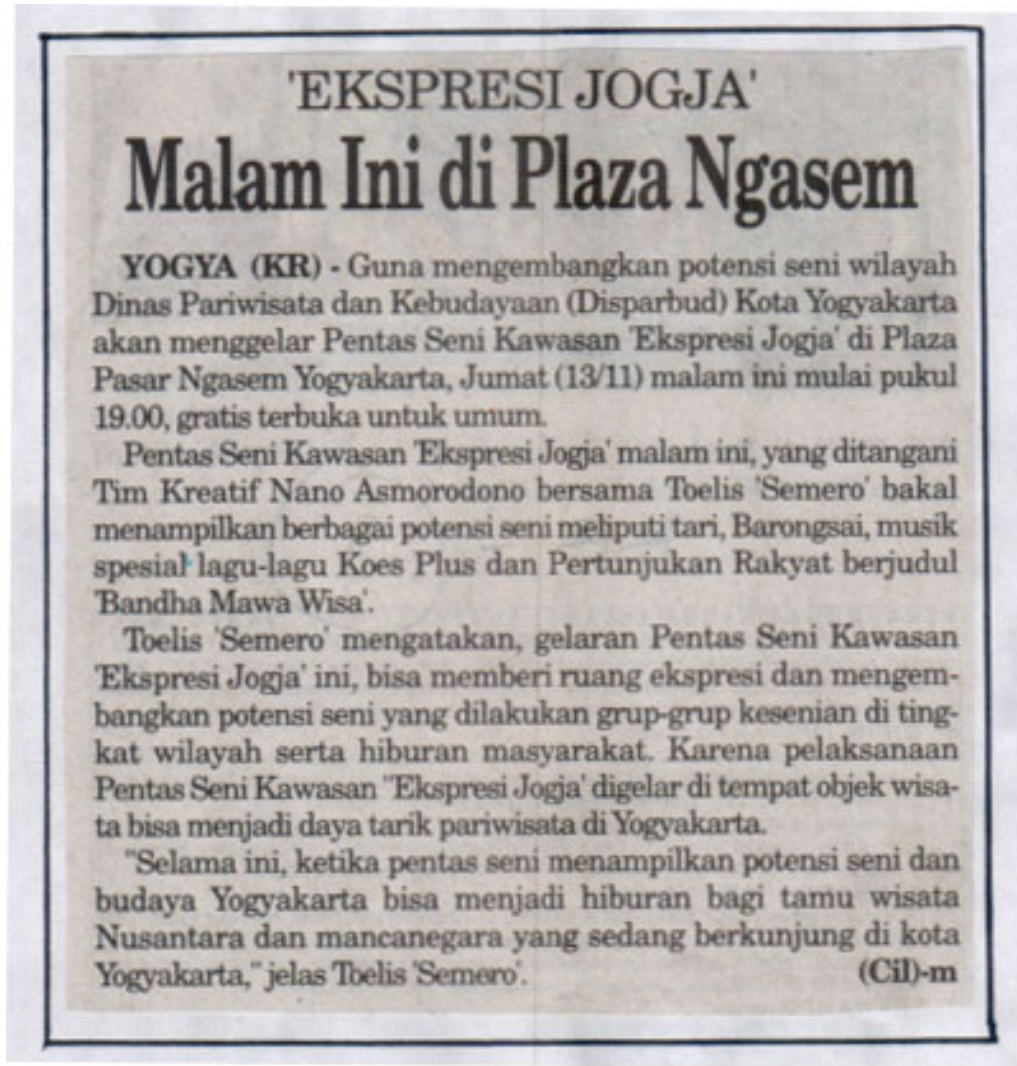 'EKSPRESI JOGJA'
Malam Ini di Plaza Ngasem
YOGYA (KR) - Guna mengembangkan potensi seni wilayah
Dinas Pariwisata dan Kebudayaan (Disparbud) Kota Yogyakarta
akan menggelar Pentas Seni Kawasan 'Ekspresi Jogja' di Plaza
Pasar Ngasem Yogyakarta, Jumat (13/11) malam ini mulai pukul
19.00, gratis terbuka untuk umum.
Pentas Seni Kawasan 'Ekspresi Jogja' malam ini, yang ditangani
Tim Kreatif Nano Asmorodono bersama Toelis 'Semero' bakal
menampilkan berbagai potensi seni meliputi tari, Barongsai, musik
spesial lagu-lagu Koes Plus dan Pertunjukan Rakyat berjudul
'Bandha Mawa Wisa'.
Toelis 'Semero' mengatakan, gelaran Pentas Seni Kawasan
'Ekspresi Jogja' ini, bisa memberi ruang ekspresi dan mengem-
bangkan potensi seni yang dilakukan grup-grup kesenian di ting-
kat wilayah serta hiburan masyarakat. Karena pelaksanaan
Pentas Seni Kawasan "Ekspresi Jogja' digelar di tempat objek wisa-
ta bisa menjadi daya tarik pariwisata di Yogyakarta.
"Selama ini, ketika pentas seni menampilkan potensi seni dan
budaya Yogyakarta bisa menjadi hiburan bagi tamu wisata
Nusantara dan mancanegara yang sedang berkunjung di kota
Yogyakarta," jelas Toelis 'Semero'. (Cil)-m